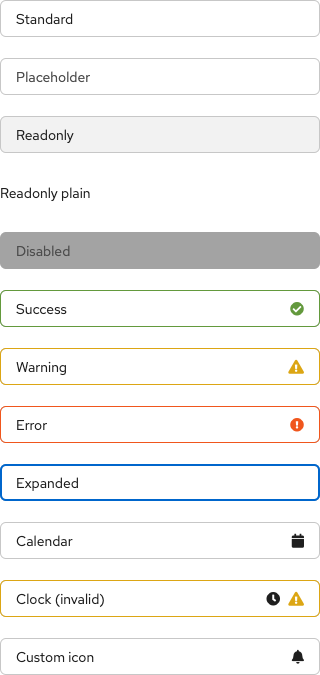 Standard
Placeholder
Readonly
Readonly plain
Disabled
Success
Warning
Error
Expanded
Calendar
Clock (invalid)
Custom icon